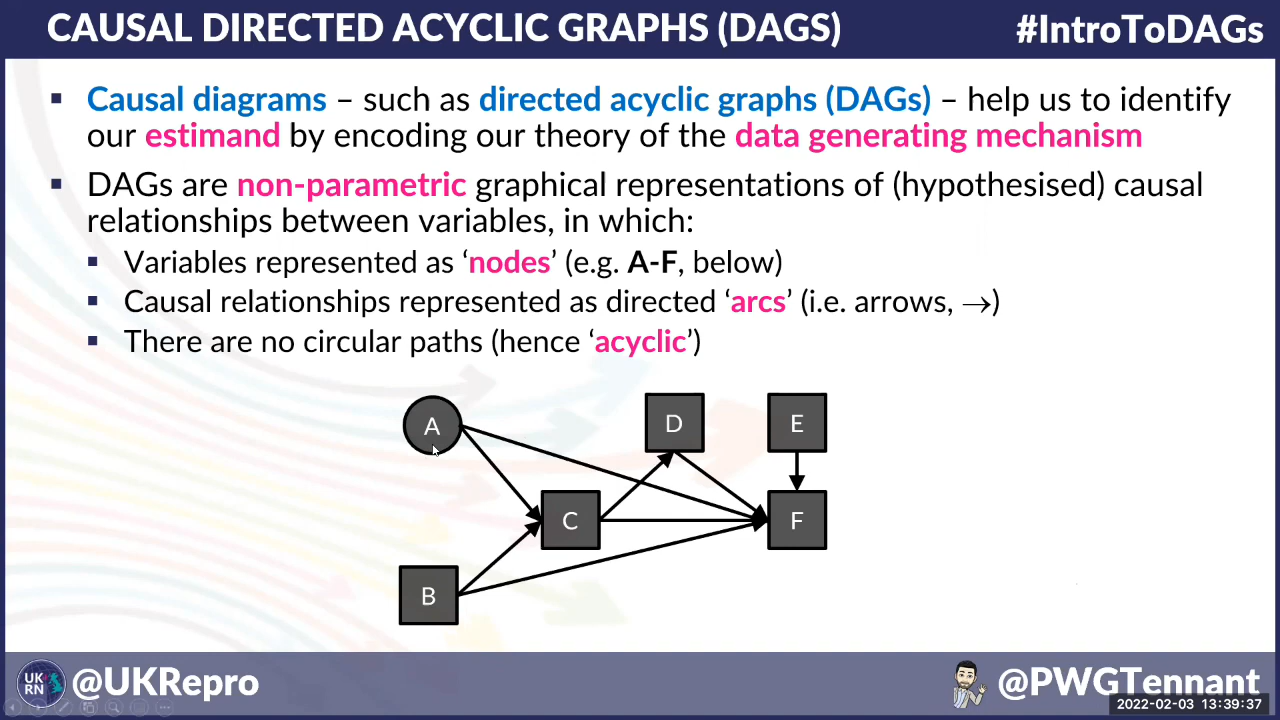 CAUSAL DIRECTED ACYCLIC GRAPHS (DAGS)
#IntroToDAGs
▪ Causal diagrams – such as directed acyclic graphs (DAGs) – help us to identify
our estimand by encoding our theory of the data generating mechanism
▪ DAGs are non-parametric graphical representations of (hypothesised) causal
relationships between variables, in which:
▪ Variables represented as ‘nodes’ (e.g. A-F, below)
▪ Causal relationships represented as directed ‘arcs’ (i.e. arrows, →)
▪ There are no circular paths (hence ‘acyclic’)
A
D
E
C
F
B
UK
RN
@UKRepro
@PWGTennant
2022-02-03 13:39:37